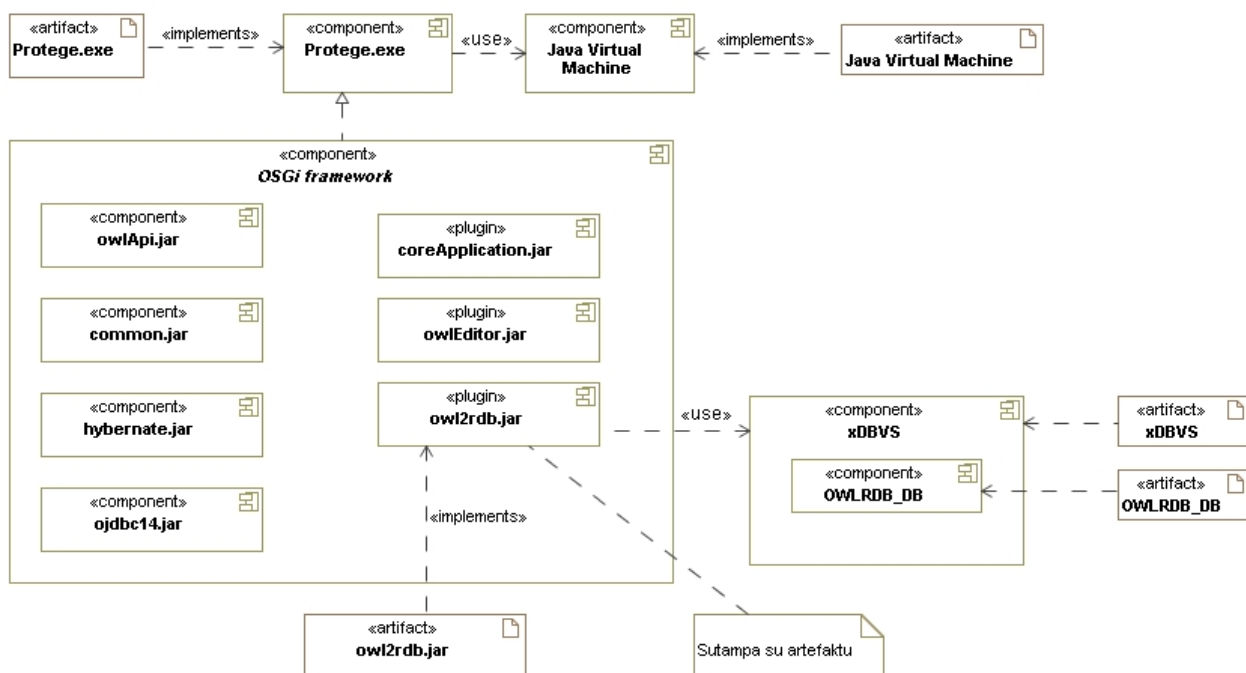 «artifact»
Protege.exe
«implements»
«component»
Protege.exe
«use»
«component»
Java Virtual
Machine
«implements»
«artifact»
Java Virtual Machine
«component»
OSGi framework
«component»
owlApi.jar
«plugin»
coreApplication.jar
«component»
common.jar
«plugin»
owlEditor.jar
«component»
hybernate.jar
«plugin»
owl2rdb.jar
«component»
ojdbc14.jar
«use»
«component»
xDBVS
«artifact»
xDBVS
«component»
OWLRDB_DB
«artifact»
OWLRDB_DB
«implements»
«artifact»
owl2rdb.jar
Sutampa su artefaktu